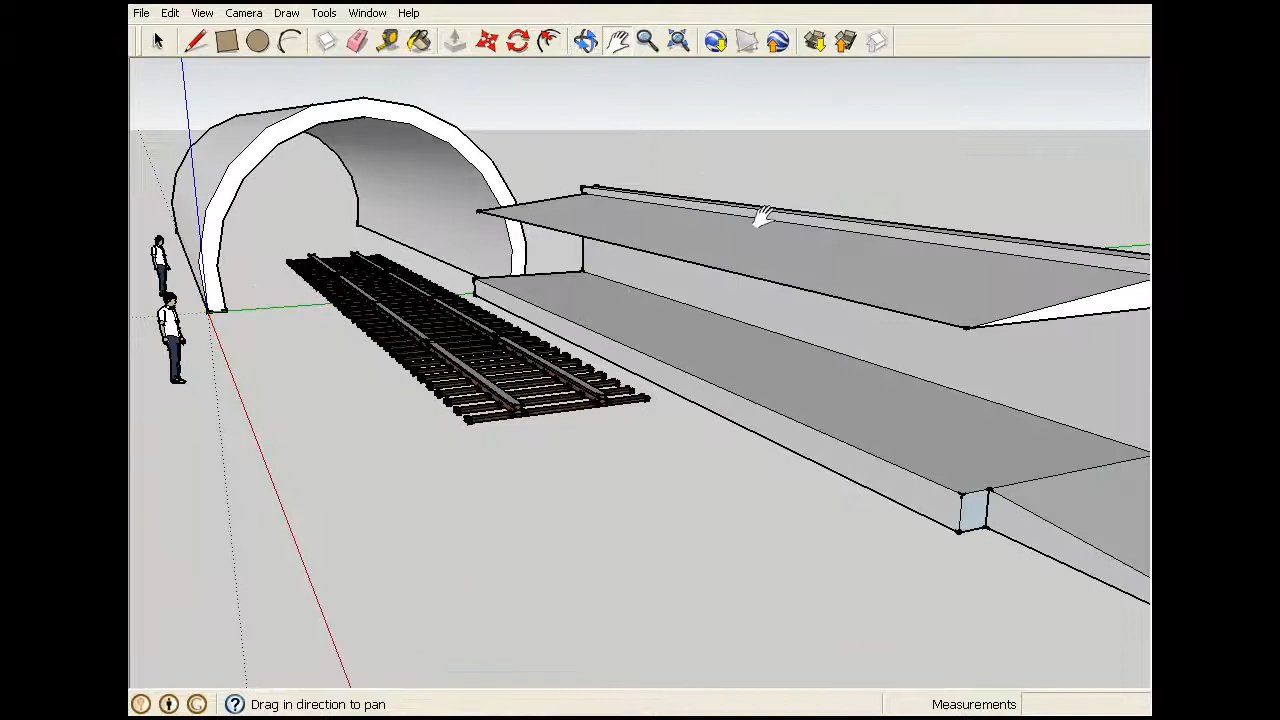 File Edit View Camera Draw Tools Window Help
Drag in direction to pan
Measurements